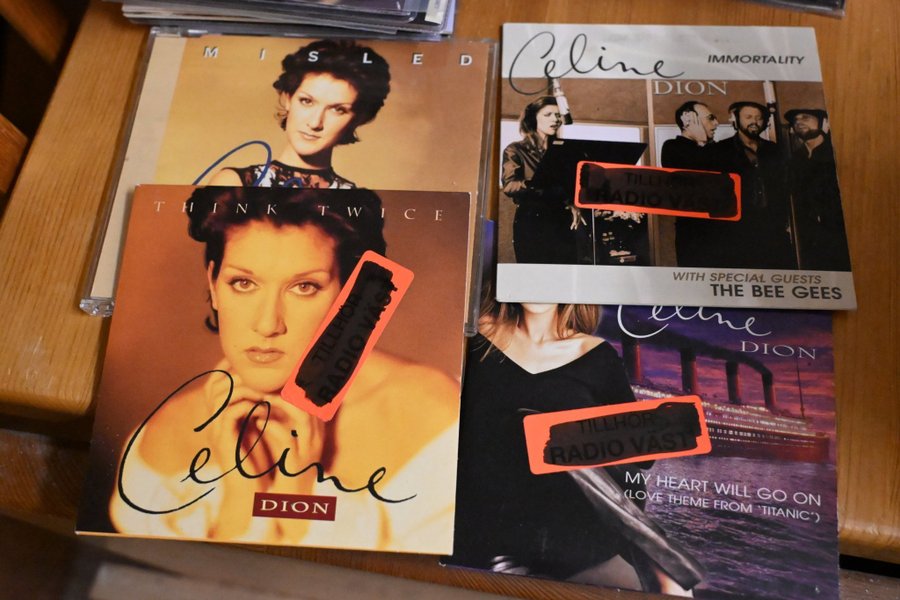 MISLED
THINK TWICE
TILLHÖR
RADIO VÄST
Celine
DION
Celine
DION
IMMORTALITY
TILLHÖR
RADIO VÄST
WITH SPECIAL GUESTS
THE BEE GEES
Celine
DION
TILLHÖR
RADIO VÄST
MY HEART WILL GO ON
(LOVE THEME FROM 'TITANIC')